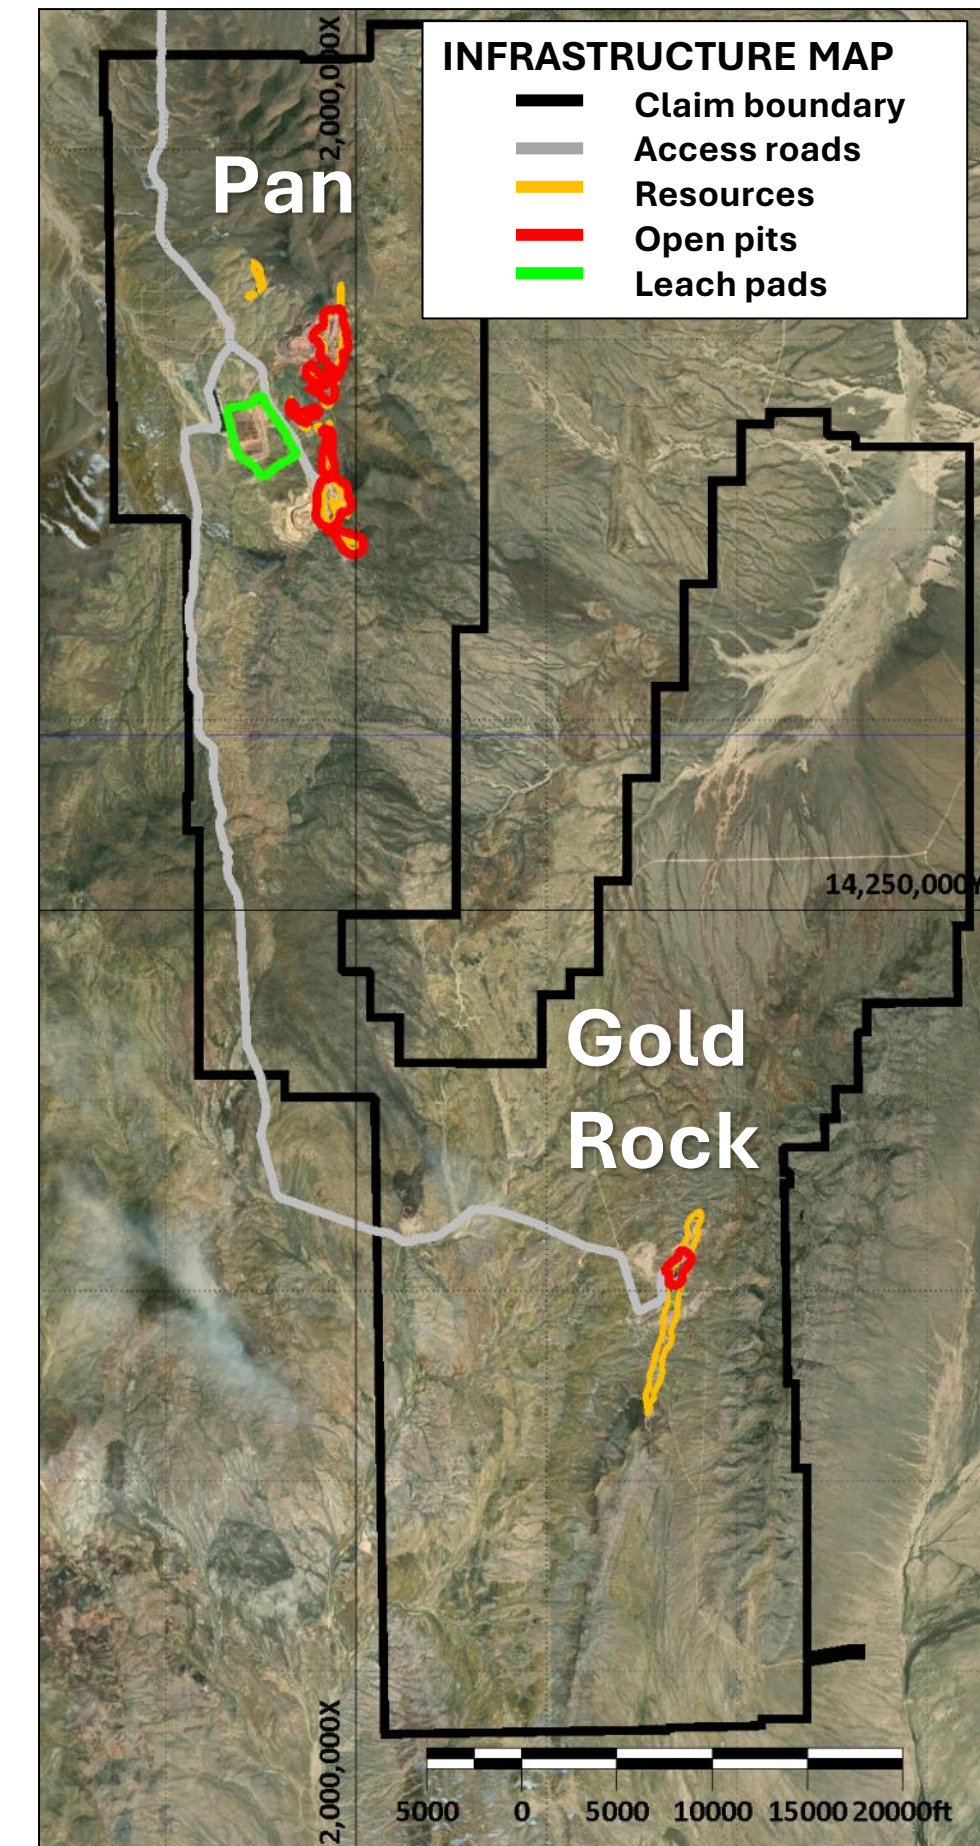 2,000,000X
INFRASTRUCTURE MAP
Claim boundary
Access roads
Resources
Open pits
Leach pads
Pan
14,250,000Y
Gold
Rock
2,000,000X
5000 0 5000 10000 15000 20000ft